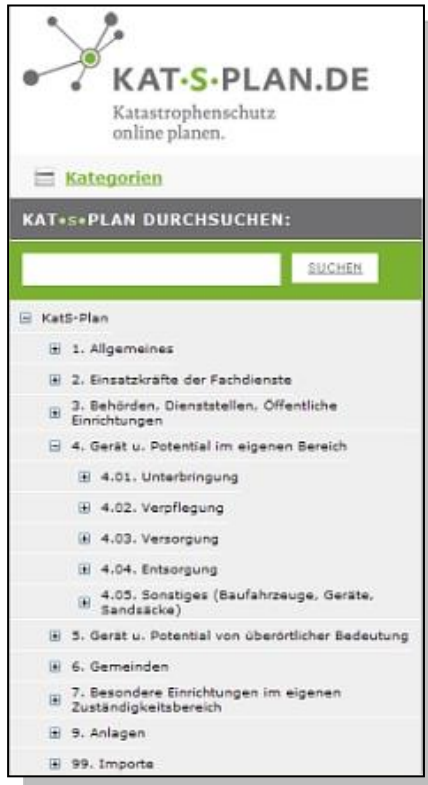 KAT·S·PLAN.DE
Katastrophenschutz
online planen.
Kategorien
KAT•S•PLAN DURCHSUCHEN:
SUCHEN
KatS-Plan
1. Allgemeines
2. Einsatzkräfte der Fachdienste
3. Behörden, Dienststellen, Öffentliche
Einrichtungen
4. Gerät u. Potential im eigenen Bereich
4.01. Unterbringung
4.02. Verpflegung
4.03. Versorgung
4.04. Entsorgung
4.05. Sonstiges (Baufahrzeuge, Geräte,
Sandsäcke)
5. Gerät u. Potential von überörtlicher Bedeutung
6. Gemeinden
7. Besondere Einrichtungen im eigenen
Zuständigkeitsbereich
9. Anlagen
99. Importe